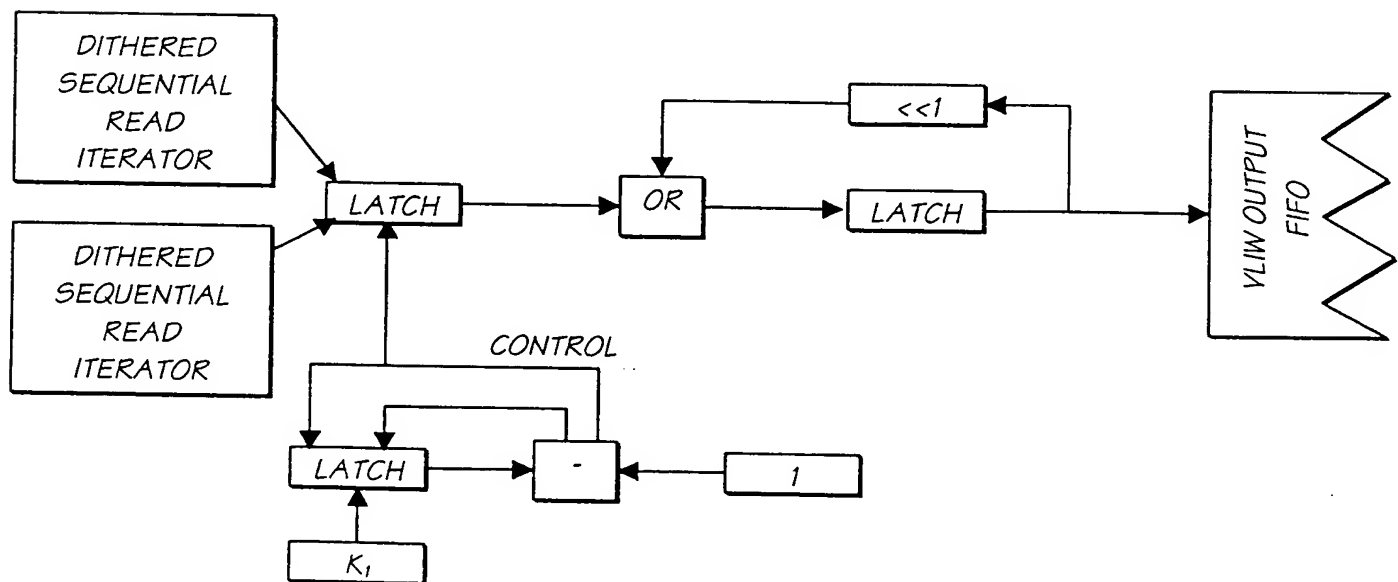 DITHERED
SEQUENTIAL
READ
ITERATOR
DITHERED
SEQUENTIAL
READ
ITERATOR
LATCH
<<1
OR
LATCH
VLIW OUTPUT
FIFO
CONTROL
LATCH
-
1
K₁